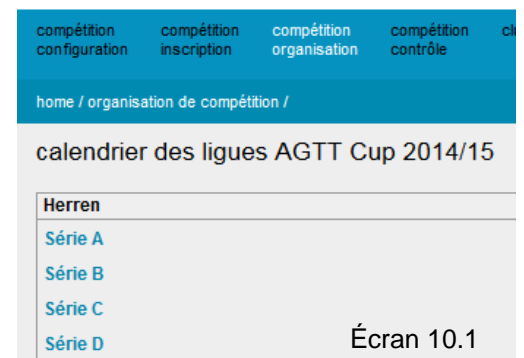 compétition compétition compétition compétition
configuration inscription organisation contrôle
home / organisation de compétition /
calendrier des ligues AGTT Cup 2014/15
Herren
Série A
Série B
Série C
Série D
Écran 10.1